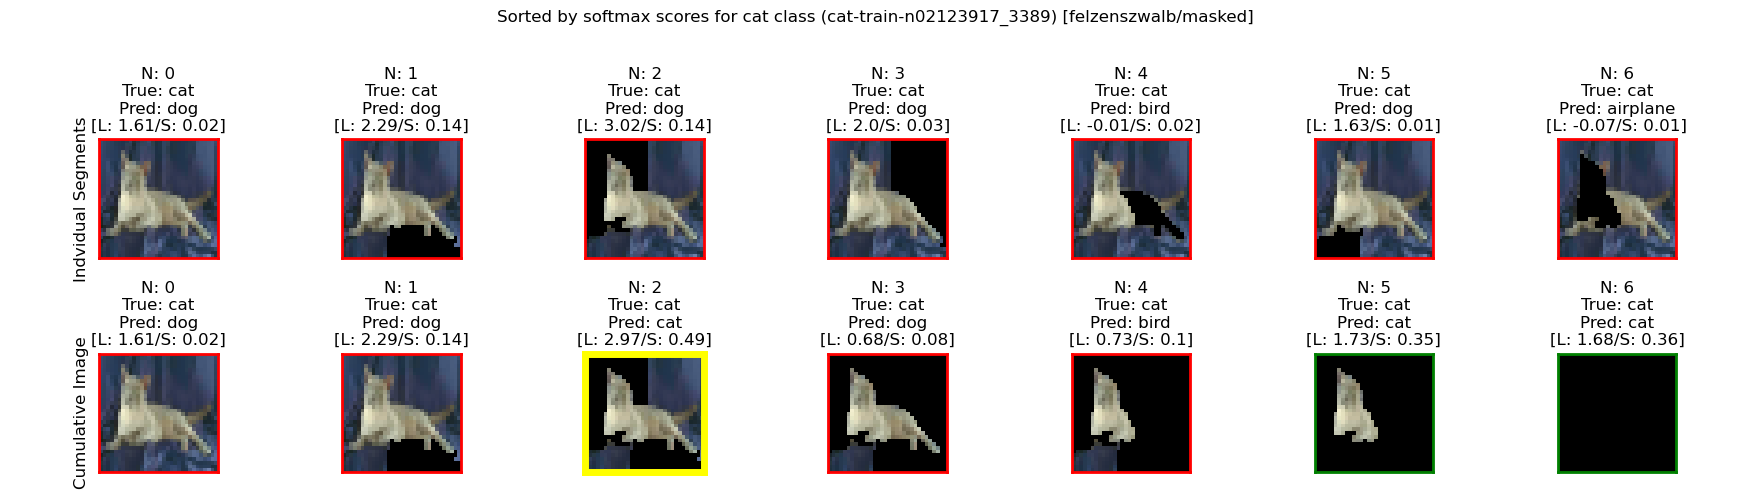 Sorted by softmax scores for cat class (cat-train-n02123917_3389) [felzenszwalb/masked]
Indvidual Segments
N: 0
True: cat
Pred: dog
[L: 1.61/S: 0.02]
N: 1
True: cat
Pred: dog
[L: 2.29/S: 0.14]
N: 2
True: cat
Pred: dog
[L: 3.02/S: 0.14]
N: 3
True: cat
Pred: dog
[L: 2.0/S: 0.03]
N: 4
True: cat
Pred: bird
[L: -0.01/S: 0.02]
N: 5
True: cat
Pred: dog
[L: 1.63/S: 0.01]
N: 6
True: cat
Pred: airplane
[L: -0.07/S: 0.01]
Cumulative Image
N: 0
True: cat
Pred: dog
[L: 1.61/S: 0.02]
N: 1
True: cat
Pred: dog
[L: 2.29/S: 0.14]
N: 2
True: cat
Pred: cat
[L: 2.97/S: 0.49]
N: 3
True: cat
Pred: dog
[L: 0.68/S: 0.08]
N: 4
True: cat
Pred: bird
[L: 0.73/S: 0.1]
N: 5
True: cat
Pred: cat
[L: 1.73/S: 0.35]
N: 6
True: cat
Pred: cat
[L: 1.68/S: 0.36]